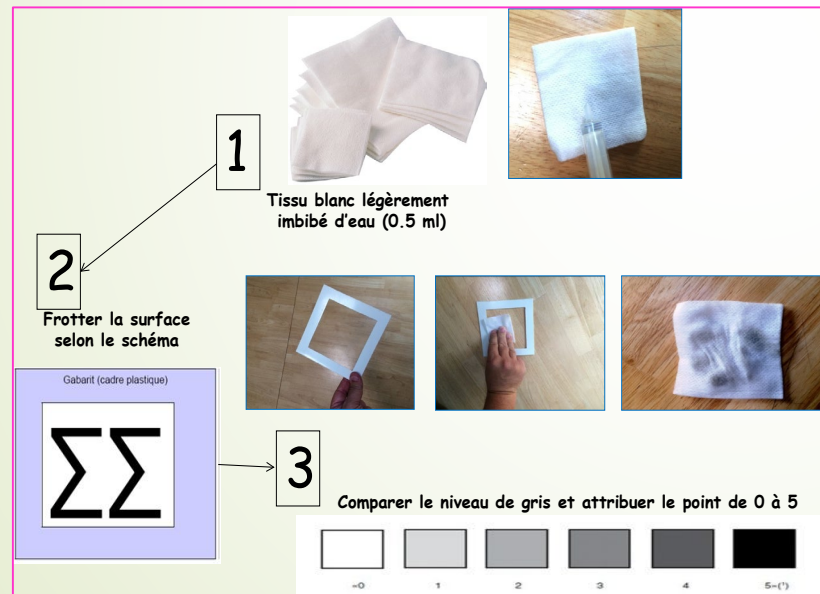 1
Tissu blanc légèrement
imbibé d'eau (0.5 ml)
2
Frotter la surface
selon le schéma
Gabarit (cadre plastique)
ΣΣ
3
Comparer le niveau de gris et attribuer le point de 0 à 5
=0 1 2 3 4 5=(¹)